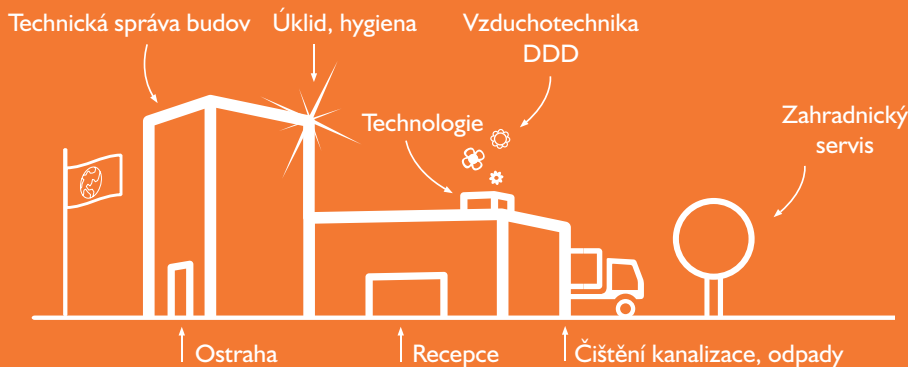 Technická správa budov
Úklid, hygiena
Vzduchotechnika
DDD
Technologie
Zahradnický
servis
Ostraha
Recepce
Čištění kanalizace, odpady